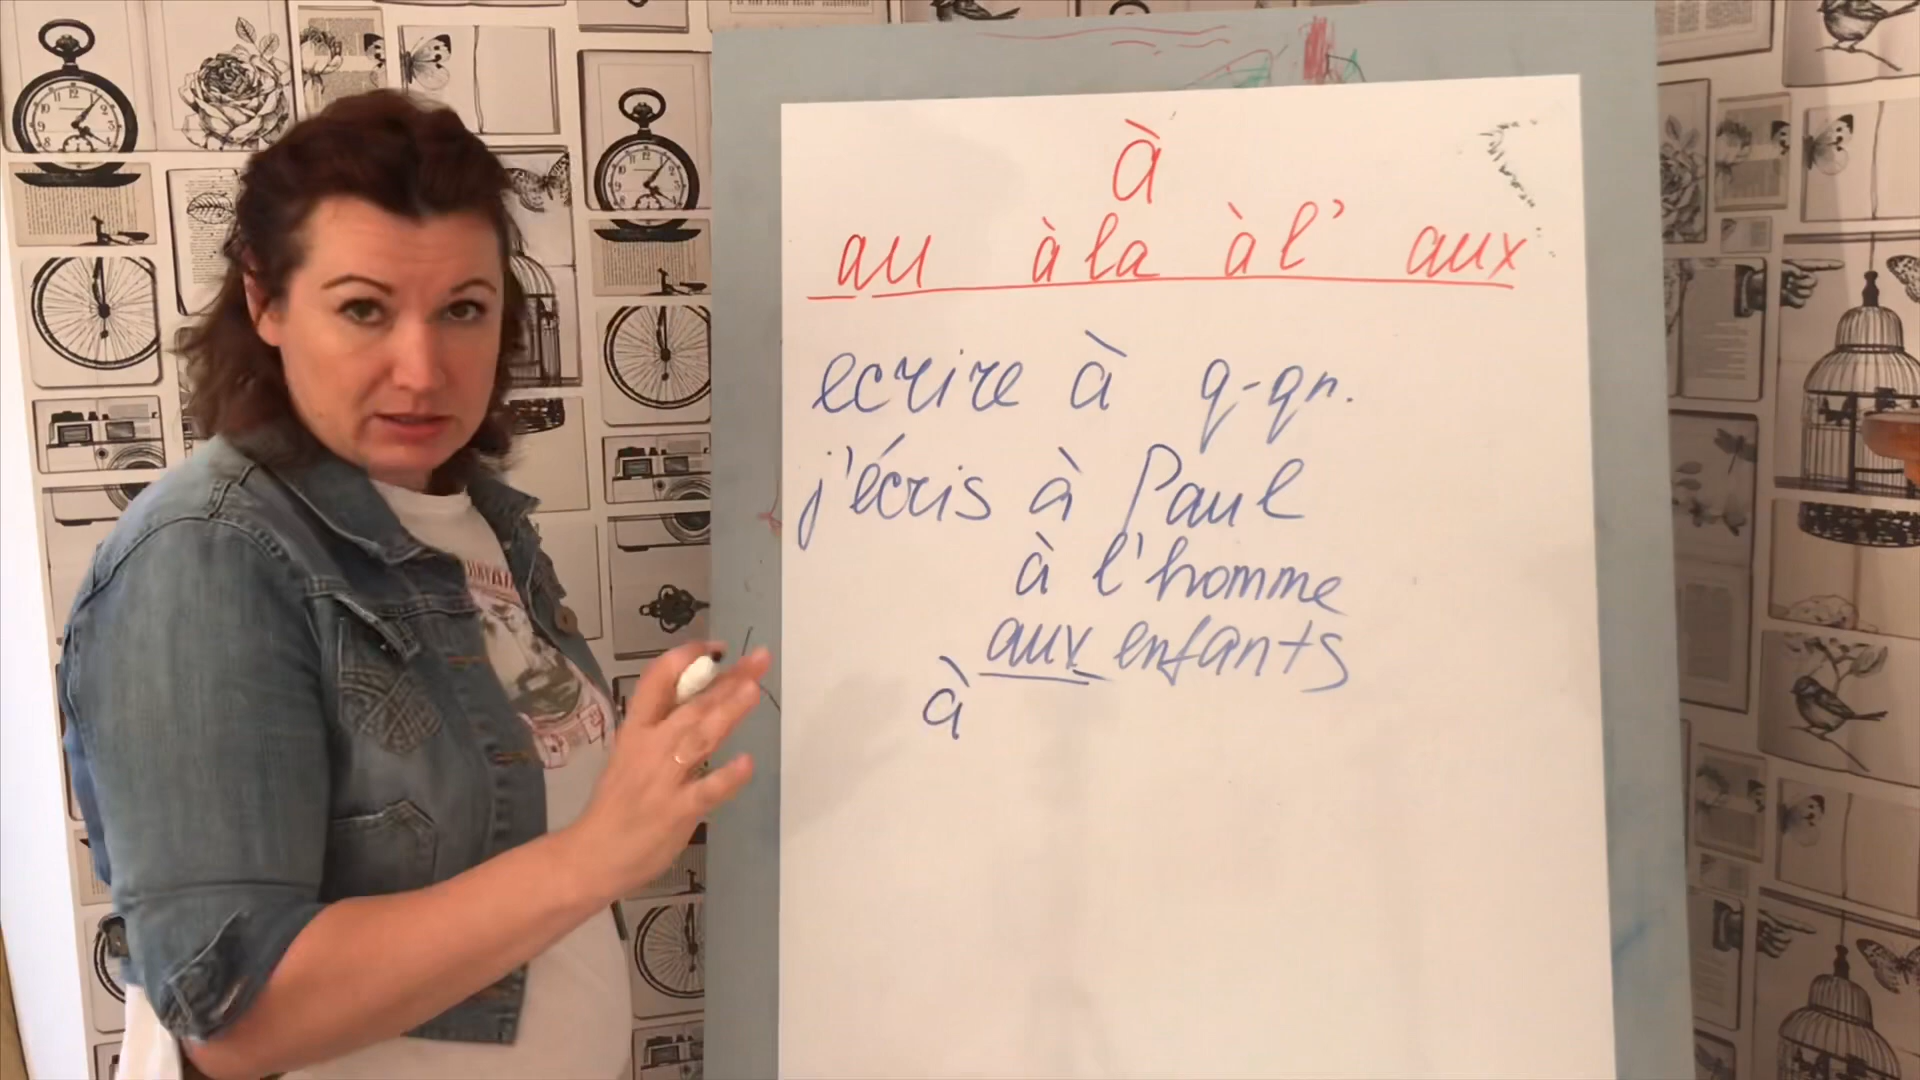 à
au à la à l' aux
ecrire à q-qn.
j'écris à Paul
à l'homme
aux enfants
à